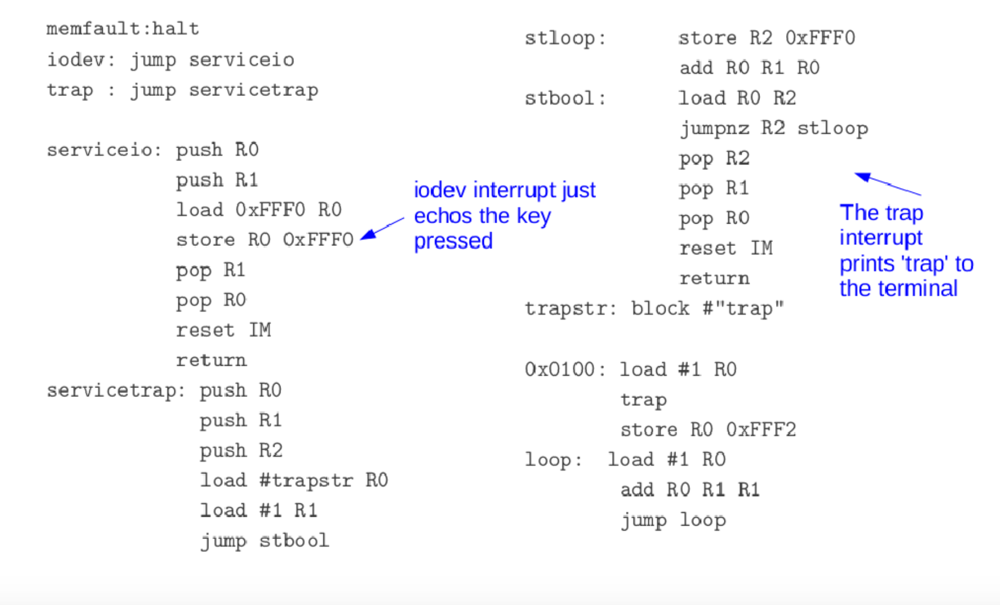 memfault:halt
iodev: jump serviceio
trap : jump servicetrap
serviceio: push R0
push R1
load 0xFFF0 R0
store R0 0xFFF0
pop R1
pop R0
reset IM
return
servicetrap: push R0
push R1
push R2
load #trapstr R0
load #1 R1
jump stbool
iodev interrupt just
echos the key
pressed
stloop: store R2 0xFFF0
add R0 R1 R0
stbool: load R0 R2
jumpnz R2 stloop
pop R2
pop R1
pop R0
reset IM
return
trapstr: block #"trap"
0x0100: load #1 R0
trap
store R0 0xFFF2
loop: load #1 R0
add R0 R1 R1
jump loop
The trap
interrupt
prints 'trap' to
the terminal